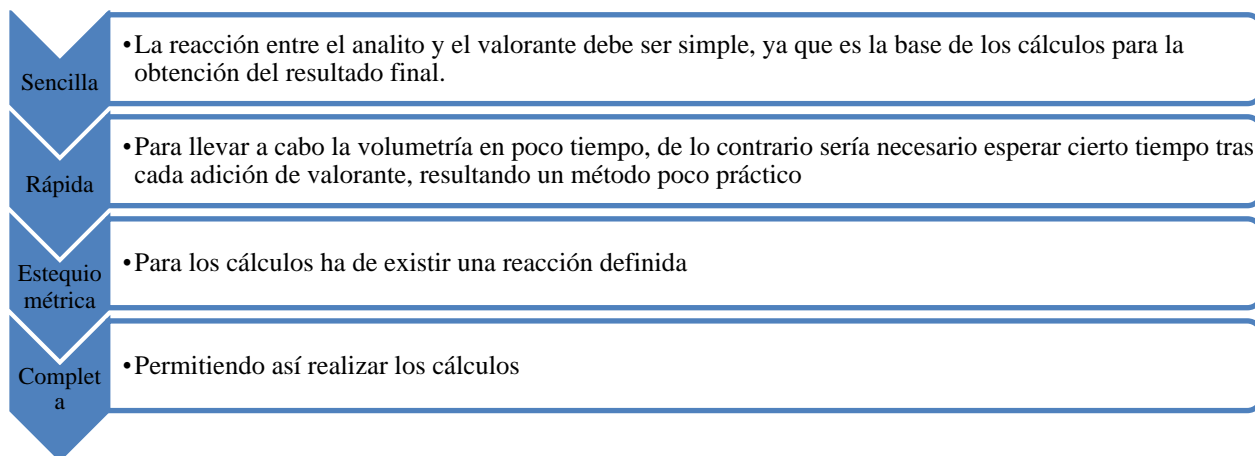 Sencilla
•La reacción entre el analito y el valorante debe ser simple, ya que es la base de los cálculos para la
obtención del resultado final.
Rápida
•Para llevar a cabo la volumetría en poco tiempo, de lo contrario sería necesario esperar cierto tiempo tras
cada adición de valorante, resultando un método poco práctico
Estequio
métrica
•Para los cálculos ha de existir una reacción definida
Complet
a
•Permitiendo así realizar los cálculos